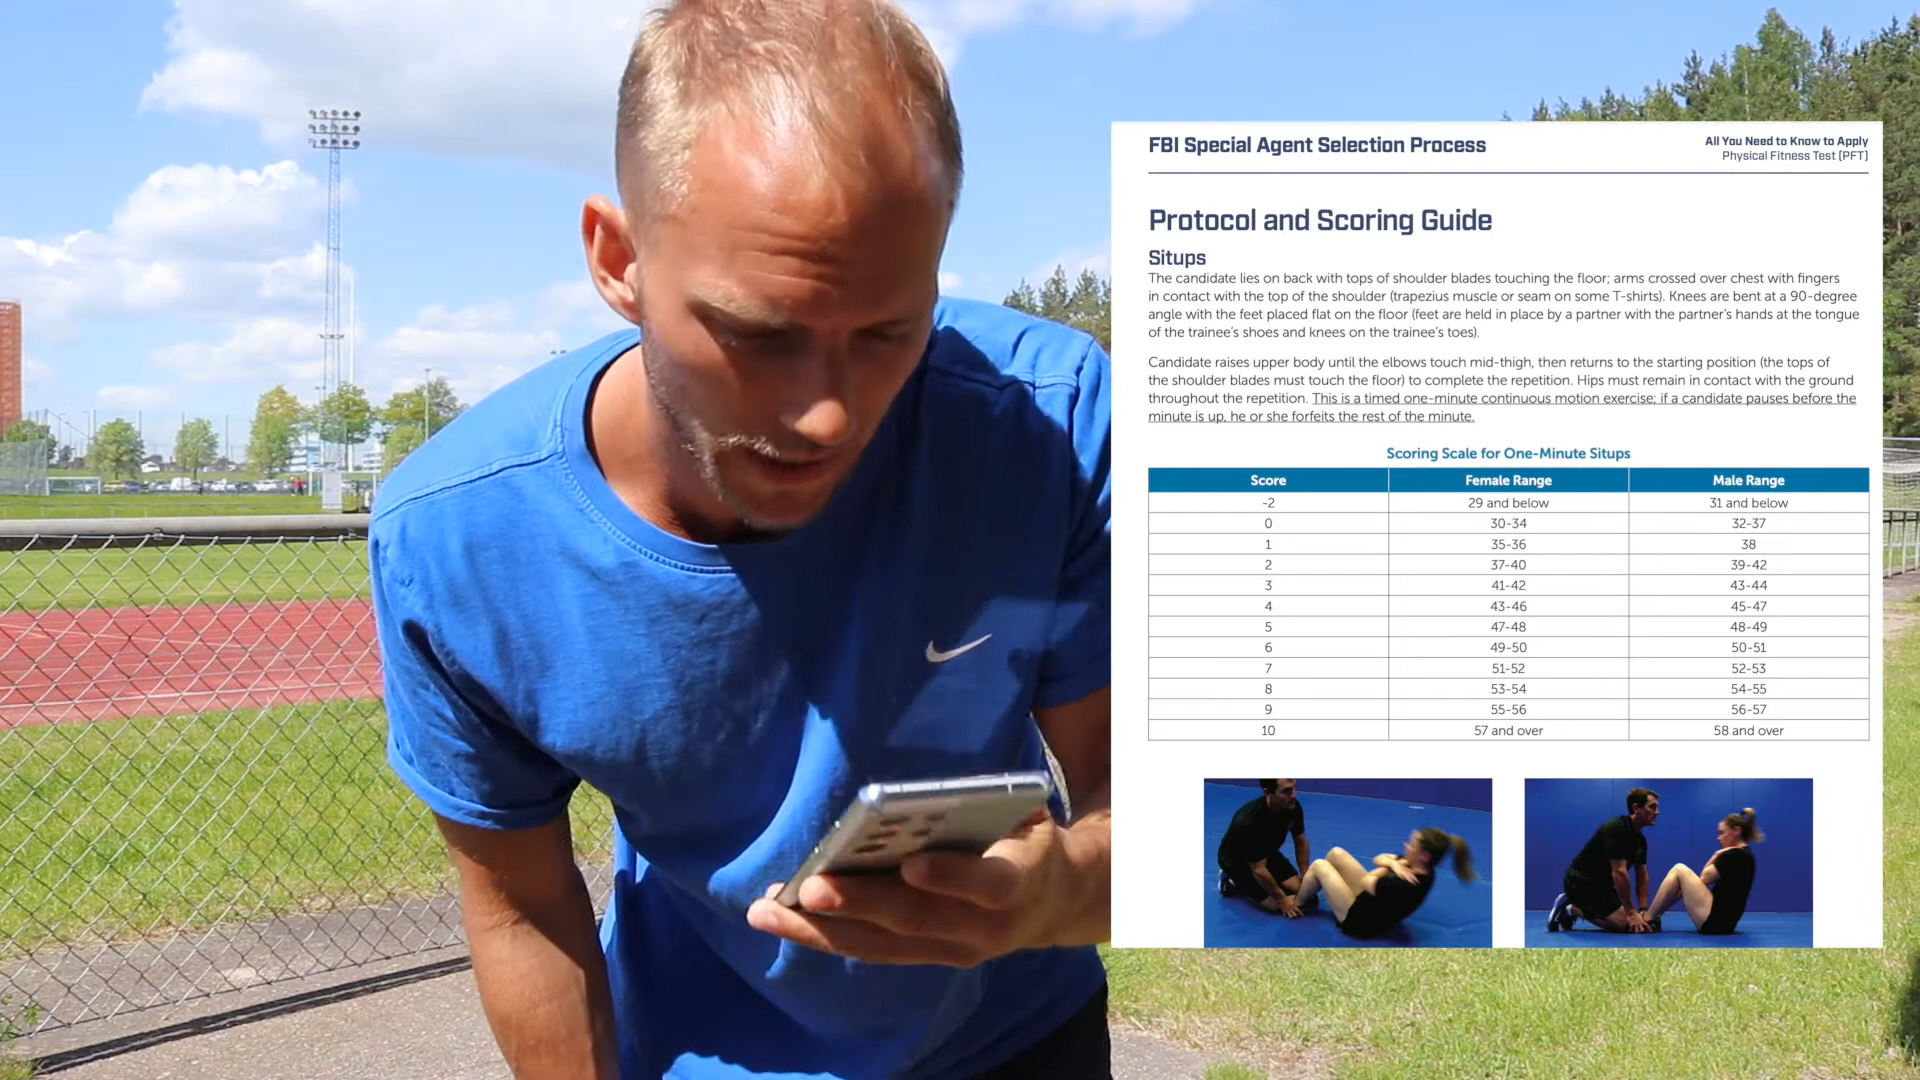 FBI Special Agent Selection Process
All You Need to Know to Apply
Physical Fitness Test (PFT)
Protocol and Scoring Guide
Situps
The candidate lies on back with tops of shoulder blades touching the floor; arms crossed over chest with fingers
in contact with the top of the shoulder (trapezius muscle or seam on some T-shirts). Knees are bent at a 90-degree
angle with the feet placed flat on the floor (feet are held in place by a partner with the partner's hands at the tongue
of the trainee's shoes and knees on the trainee's toes).
Candidate raises upper body until the elbows touch mid-thigh, then returns to the starting position (the tops of
the shoulder blades must touch the floor) to complete the repetition. Hips must remain in contact with the ground
throughout the repetition. This is a timed one-minute continuous motion exercise; if a candidate pauses before the
minute is up, he or she forfeits the rest of the minute.
Scoring Scale for One-Minute Situps
Score Female Range Male Range
-2 29 and below 31 and below
0 30-34 32-37
1 35-36 38
2 37-40 39-42
3 41-42 43-44
4 43-46 45-47
5 47-48 48-49
6 49-50 50-51
7 51-52 52-53
8 53-54 54-55
9 55-56 56-57
10 57 and over 58 and over